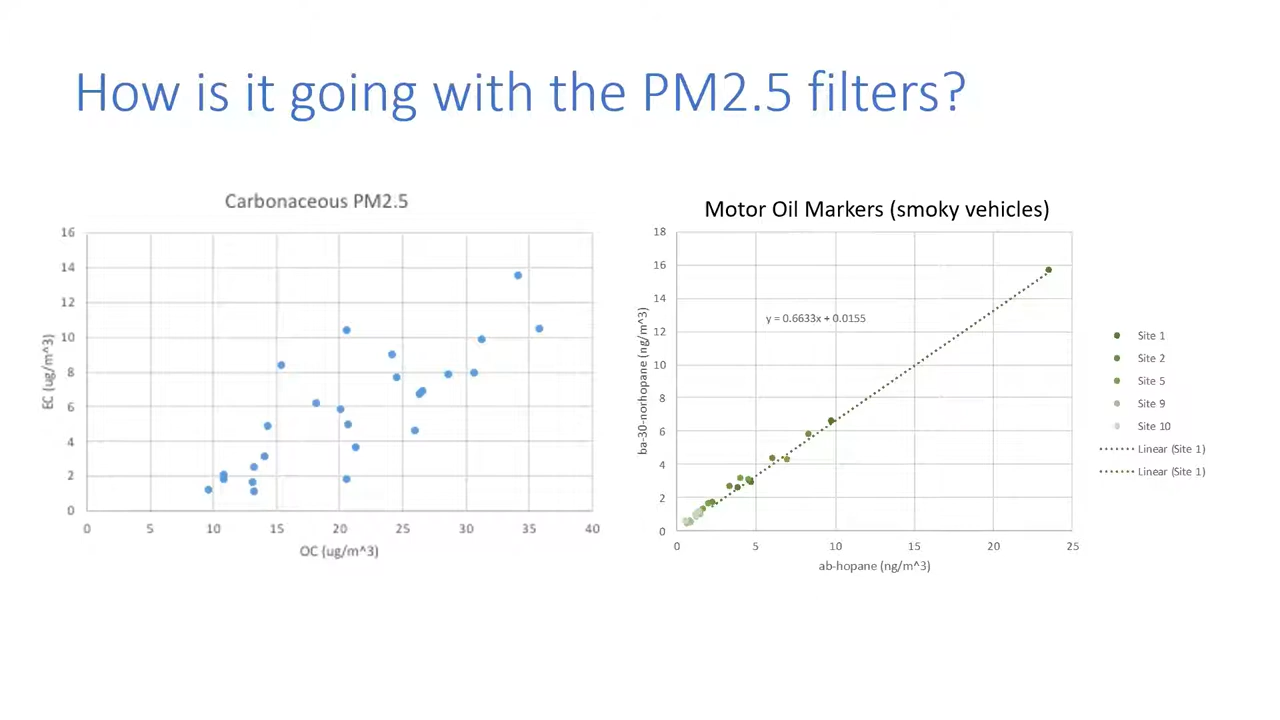 How is it going with the PM2.5 filters?
Carbonaceous PM2.5
16
14
12
10
8
6
4
2
0
EC (ug/m^3)
0 5 10 15 20 25 30 35 40
OC (ug/m^3)
Motor Oil Markers (smoky vehicles)
18
16
14
12
10
8
6
4
2
0
ba-30-norhopane (ng/m^3)
y = 0.6633x + 0.0155
0 5 10 15 20 25
ab-hopane (ng/m^3)
Site 1
Site 2
Site 5
Site 9
Site 10
Linear (Site 1)
Linear (Site 1)